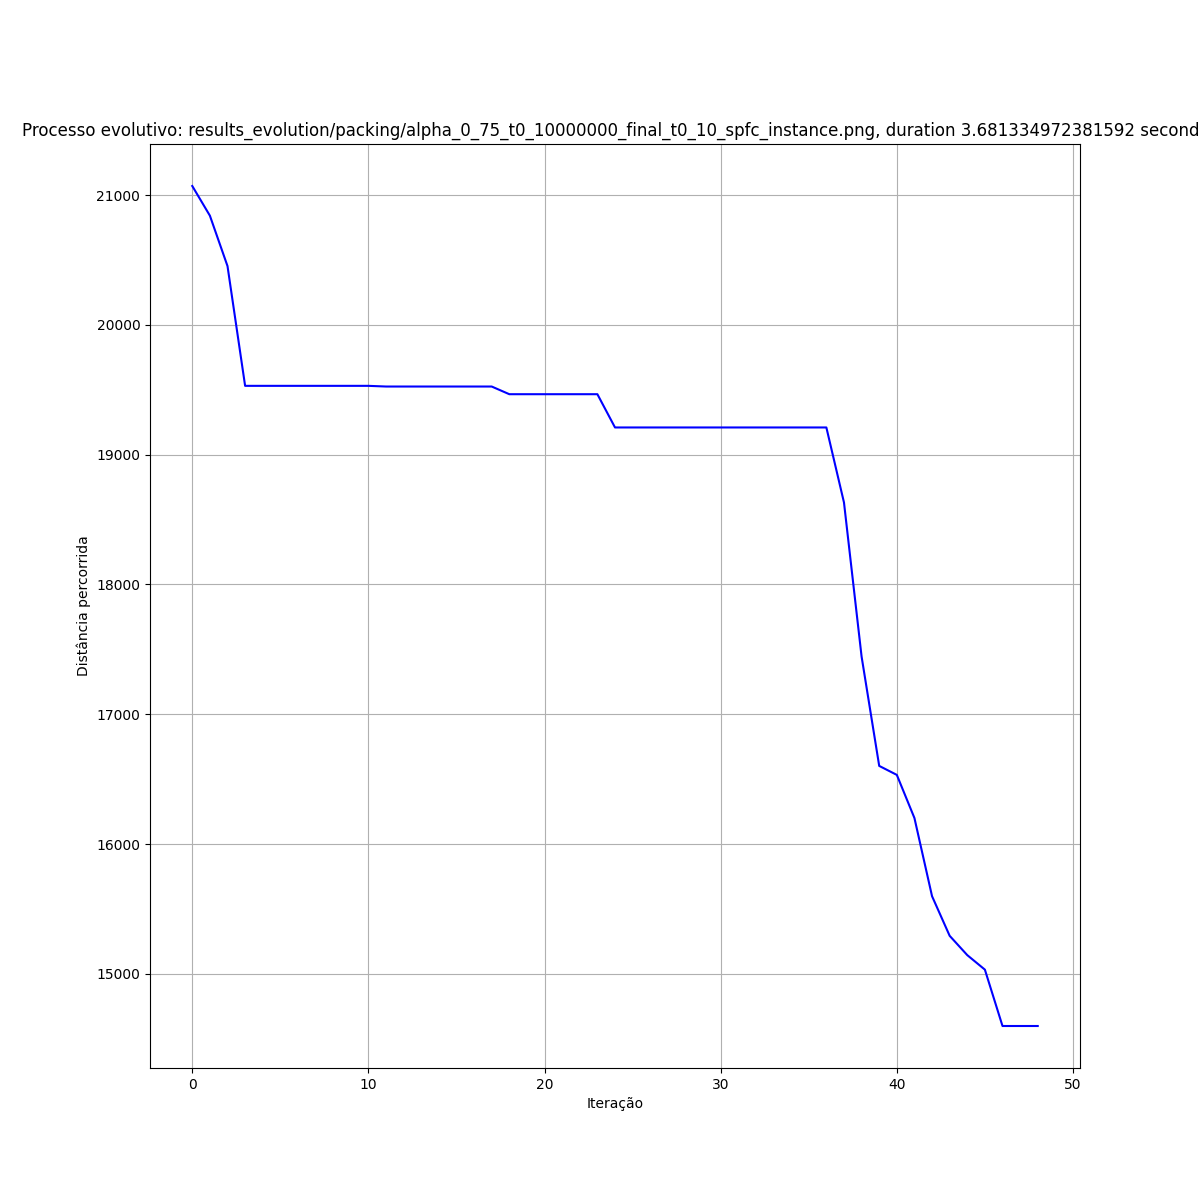 Processo evolutivo: results_evolution/packing/alpha_0_75_t0_10000000_final_t0_10_spfc_instance.png, duration 3.681334972381592 second
21000
20000
19000
18000
17000
16000
15000
Distância percorrida
0 10 20 30 40 50
Iteração